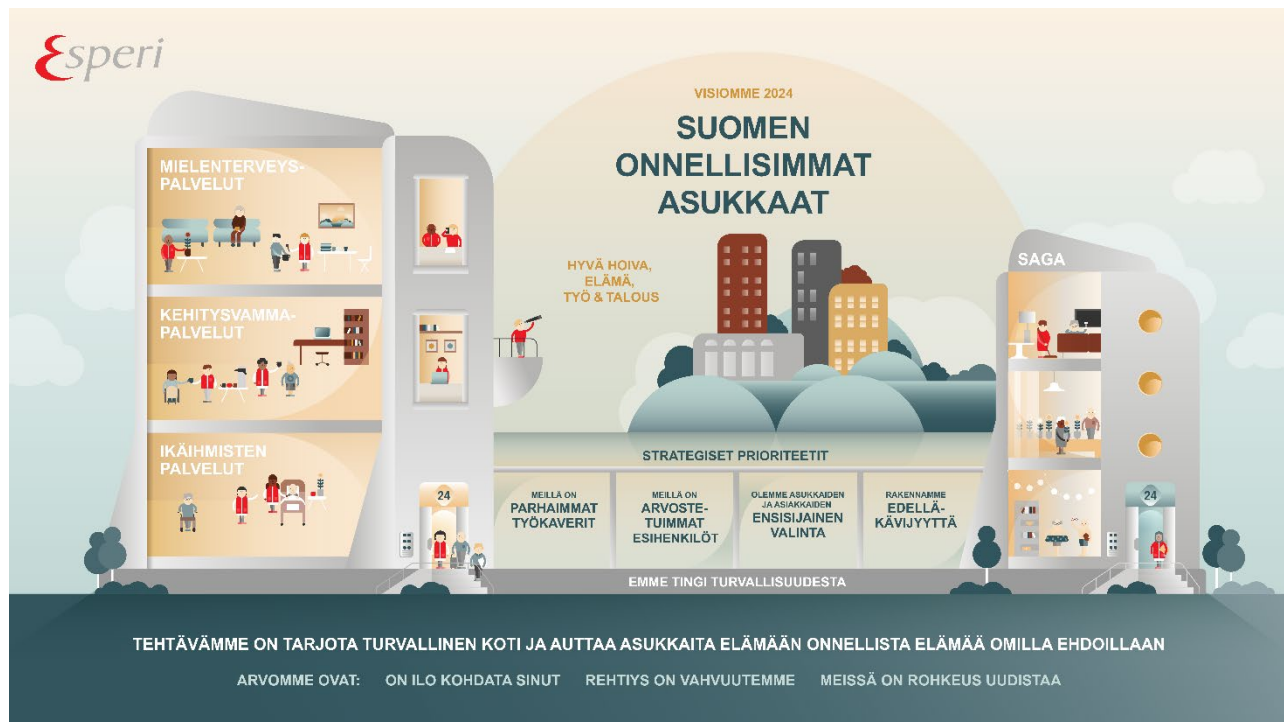 Esperi
VISIOMME 2024
SUOMEN
ONNELLISIMMAT
ASUKKAAT
HYVÄ HOIVA,
ELÄMÄ,
TYÖ & TALOUS
MIELENTERVEYS-
PALVELUT
KEHITYSVAMMA-
PALVELUT
IKÄIHMISTEN
PALVELUT
24
SAGA
24
STRATEGISET PRIORITEETIT
MEILLÄ ON
PARHAIMMAT
TYÖKAVERIT
MEILLÄ ON
ARVOSTE-
TUIMMAT
ESIHENKILÖT
OLEMME ASUKKAIDEN
JA ASIAKKAIDEN
ENSISIJAINEN
VALINTA
RAKENNAMME
EDELLÄ-
KÄVIJYYTTÄ
EMME TINGI TURVALLISUUDESTA
TEHTÄVÄMME ON TARJOTA TURVALLINEN KOTI JA AUTTAA ASUKKAITA ELÄMÄÄN ONNELLISTA ELÄMÄÄ OMILLA EHDOILLAAN
ARVOMME OVAT: ON ILO KOHDATA SINUT REHTIYS ON VAHVUUTEMME MEISSÄ ON ROHKEUS UUDISTAA